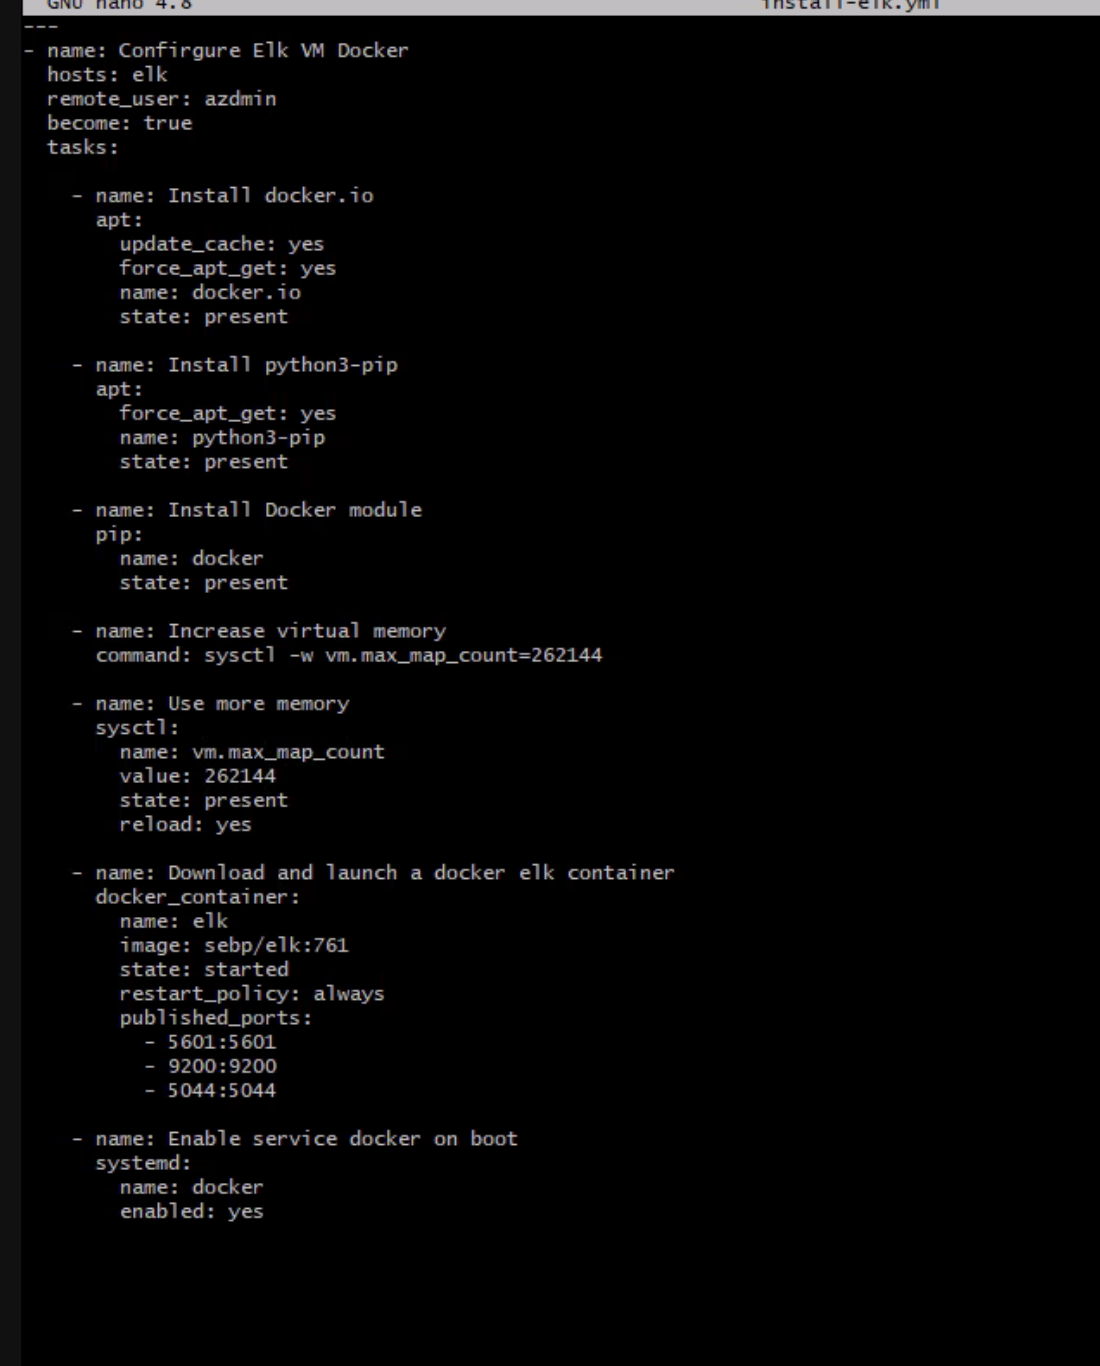 GNU nano 4.8 install-elk.yml
---
- name: Confirgure Elk VM Docker
  hosts: elk
  remote_user: azdmin
  become: true
  tasks:
    - name: Install docker.io
      apt:
        update_cache: yes
        force_apt_get: yes
        name: docker.io
        state: present
    - name: Install python3-pip
      apt:
        force_apt_get: yes
        name: python3-pip
        state: present
    - name: Install Docker module
      pip:
        name: docker
        state: present
    - name: Increase virtual memory
      command: sysctl -w vm.max_map_count=262144
    - name: Use more memory
      sysctl:
        name: vm.max_map_count
        value: 262144
        state: present
        reload: yes
    - name: Download and launch a docker elk container
      docker_container:
        name: elk
        image: sebp/elk:761
        state: started
        restart_policy: always
        published_ports:
          - 5601:5601
          - 9200:9200
          - 5044:5044
    - name: Enable service docker on boot
      systemd:
        name: docker
        enabled: yes